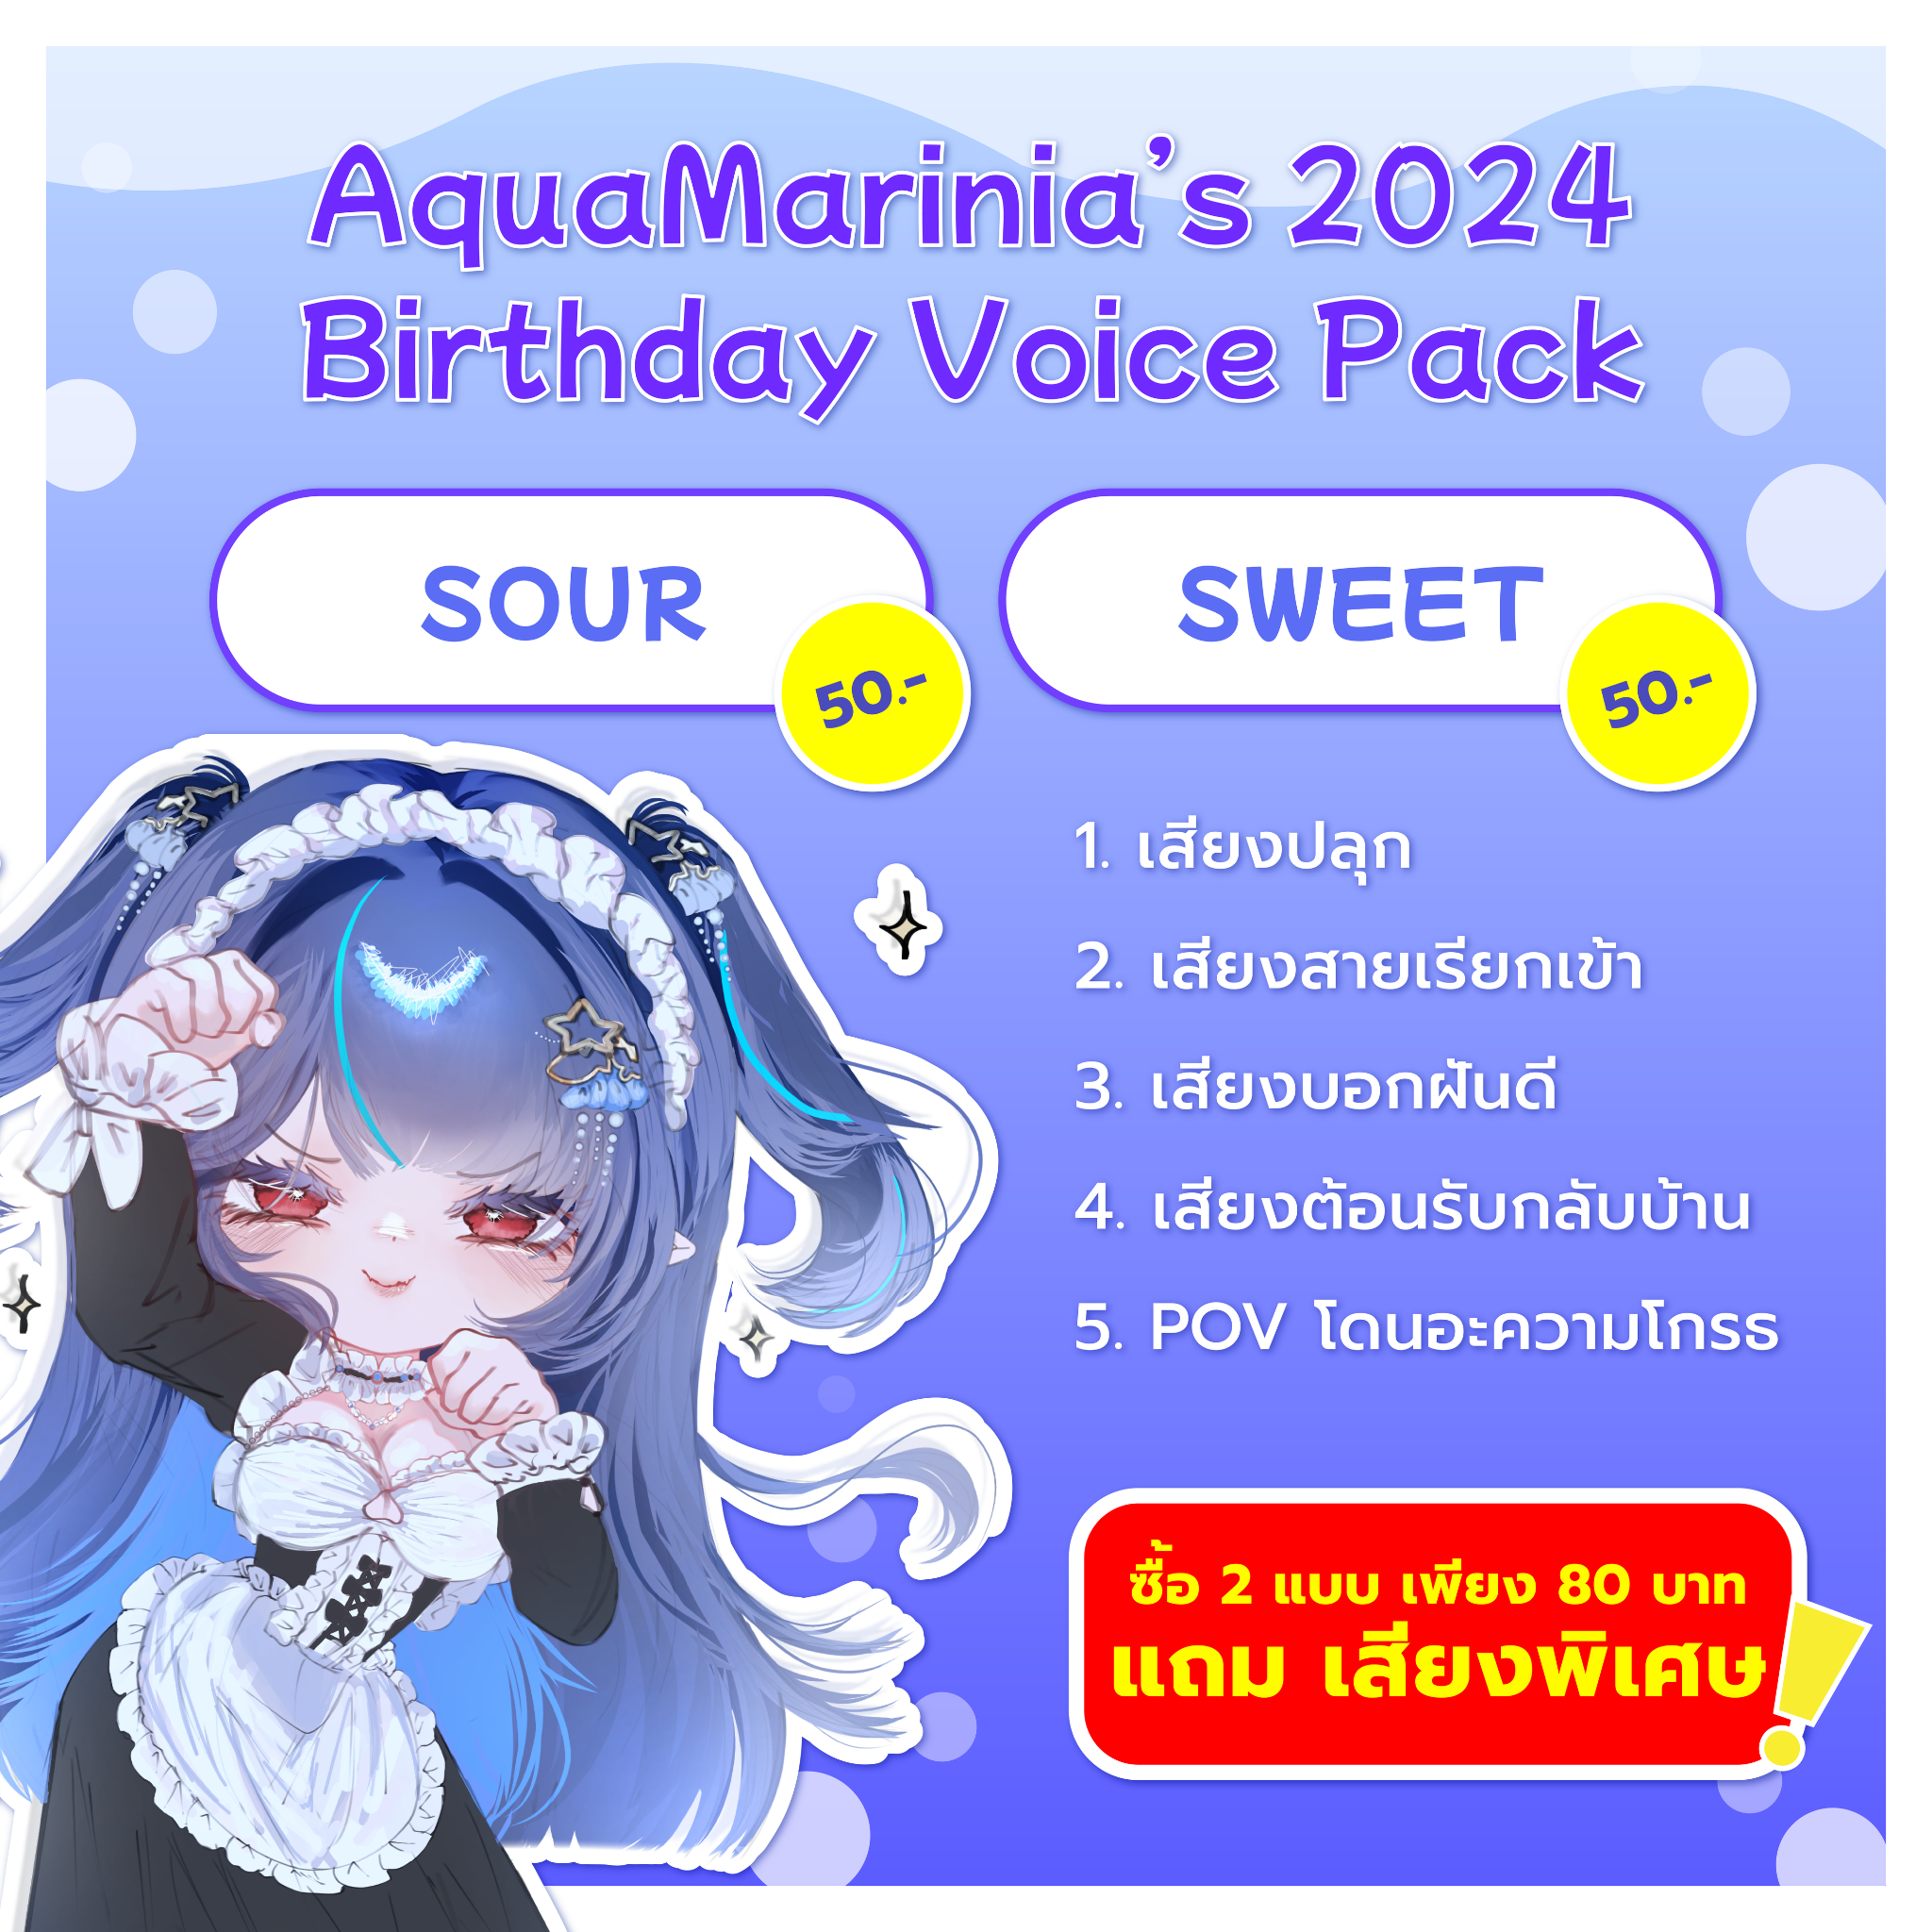 AquaMarinia's 2024
Birthday Voice Pack
SOUR
50.-
SWEET
50.-
1. เสียงปลุก
2. เสียงสายเรียกเข้า
3. เสียงบอกฝันดี
4. เสียงต้อนรับกลับบ้าน
5. POV โดนอะความโกรธ
ซื้อ 2 แบบ เพียง 80 บาท
แถม เสียงพิเศษ!